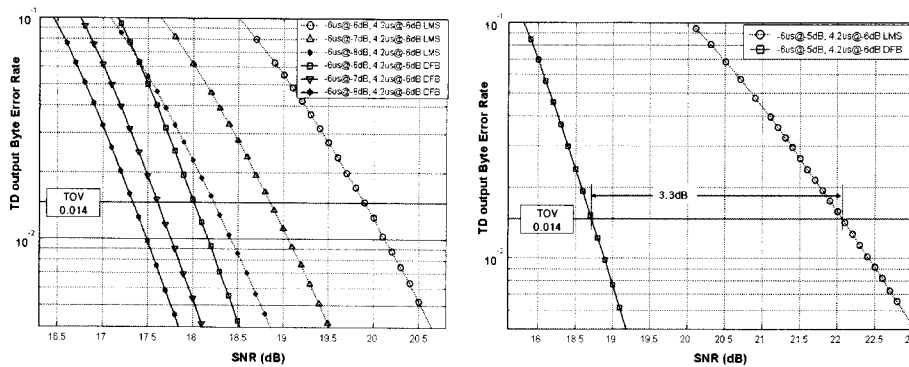 10⁻¹
-6us@-6dB, 4.2us@-6dB LMS
-6us@-7dB, 4.2us@-6dB LMS
-6us@-8dB, 4.2us@-6dB LMS
-6us@-6dB, 4.2us@-6dB DFB
-6us@-7dB, 4.2us@-6dB DFB
-6us@-8dB, 4.2us@-6dB DFB
TD output Byte Error Rate
TOV
0.014
10⁻²
16.5 17 17.5 18 18.5 19 19.5 20 20.5
SNR (dB)
10⁻¹
-6us@-5dB, 4.2us@-6dB LMS
-6us@-5dB, 4.2us@-6dB DFB
TD output Byte Error Rate
3.3dB
TOV
0.014
10⁻²
18 18.5 19 19.5 20 20.5 21 21.5 22 22.5
SNR (dB)